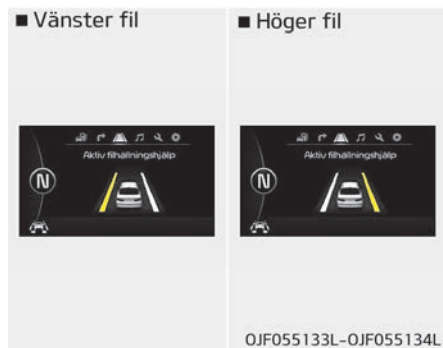 ■ Vänster fil
■ Höger fil
Aktiv filhållningshjälp
N
Aktiv filhållningshjälp
N
OJF055133L-OJF055134L